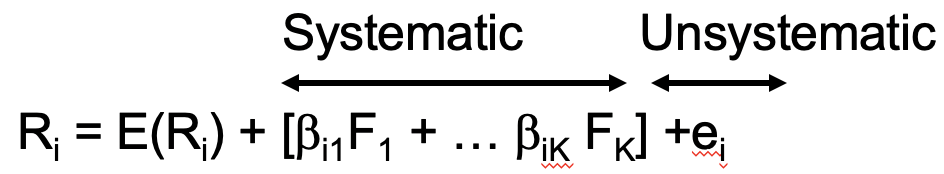 Systematic Unsystematic
Rᵢ = E(Rᵢ) + [βᵢ₁F₁ + … βᵢK FK] +eᵢ